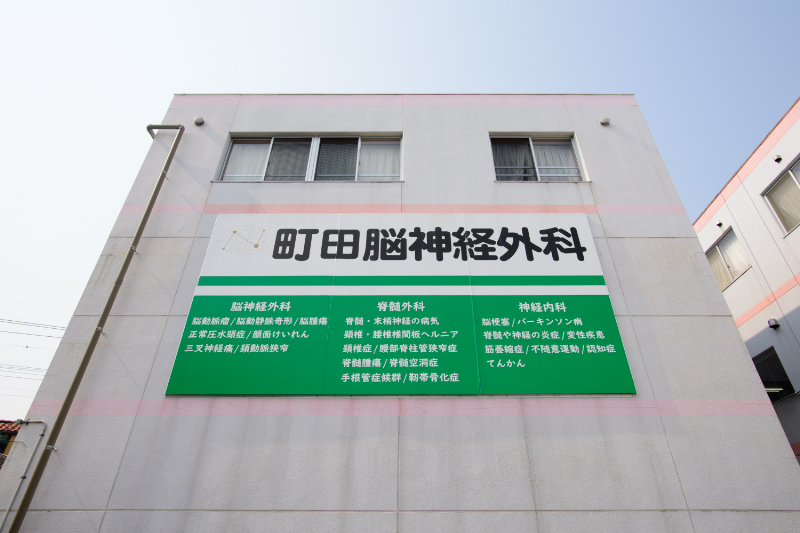 町田脳神経外科
脳神経外科
脳動脈瘤/脳動静脈奇形/脳腫瘍
正常圧水頭症/顔面けいれん
三叉神経痛/頸動脈狭窄
脊髄外科
脊髄・末梢神経の病気
頸椎・腰椎椎間板ヘルニア
頸椎症/腰部脊柱管狭窄症
脊髄腫瘍/脊髄空洞症
手根管症候群/靭帯骨化症
神経内科
脳梗塞/パーキンソン病
脊髄や神経の炎症/変性疾患
筋萎縮症/不随意運動/認知症
てんかん